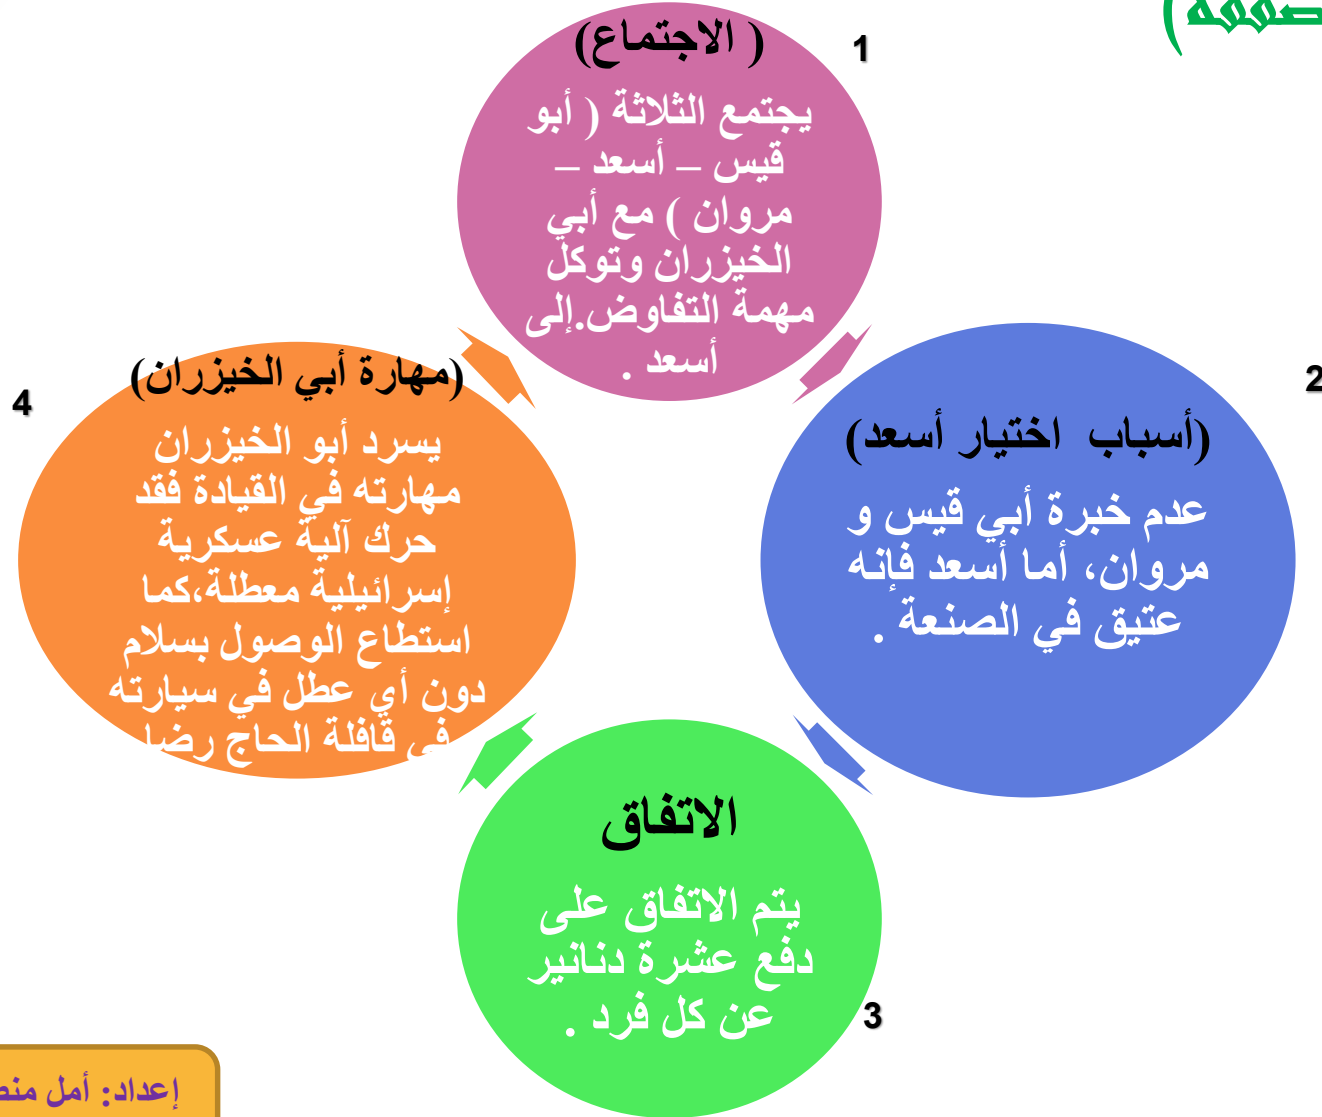 صفقة)
1
( الاجتماع)
يجتمع الثلاثة ( أبو
قيس – أسعد –
مروان ) مع أبي
الخيزران وتوكل
مهمة التفاوض.إلى
أسعد .
2
(أسباب اختيار أسعد)
عدم خبرة أبي قيس و
مروان، أما أسعد فإنه
عتيق في الصنعة .
3
الاتفاق
يتم الاتفاق على
دفع عشرة دنانير
عن كل فرد .
4
(مهارة أبي الخيزران)
يسرد أبو الخيزران
مهارته في القيادة فقد
حرك آلية عسكرية
إسرائيلية معطلة،كما
استطاع الوصول بسلام
دون أي عطل في سيارته
في قافلة الحاج رضا
إعداد: أمل